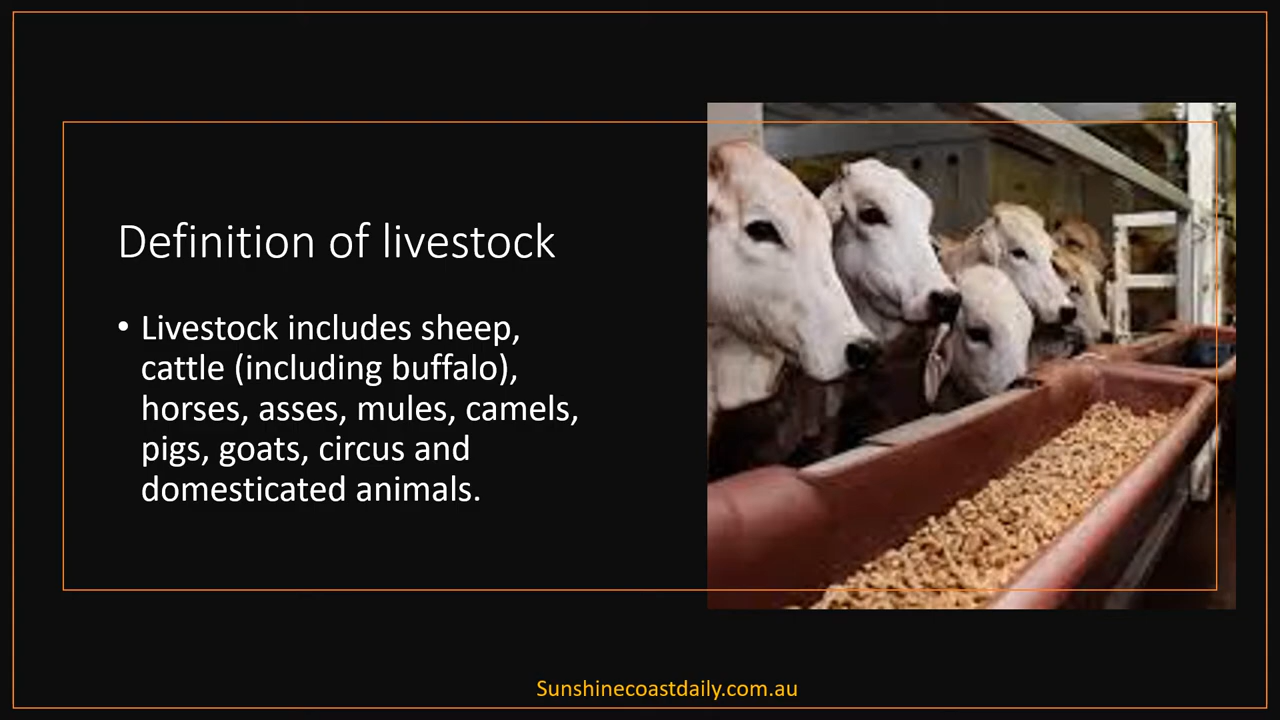 Definition of livestock
• Livestock includes sheep,
cattle (including buffalo),
horses, asses, mules, camels,
pigs, goats, circus and
domesticated animals.
Sunshinecoastdaily.com.au